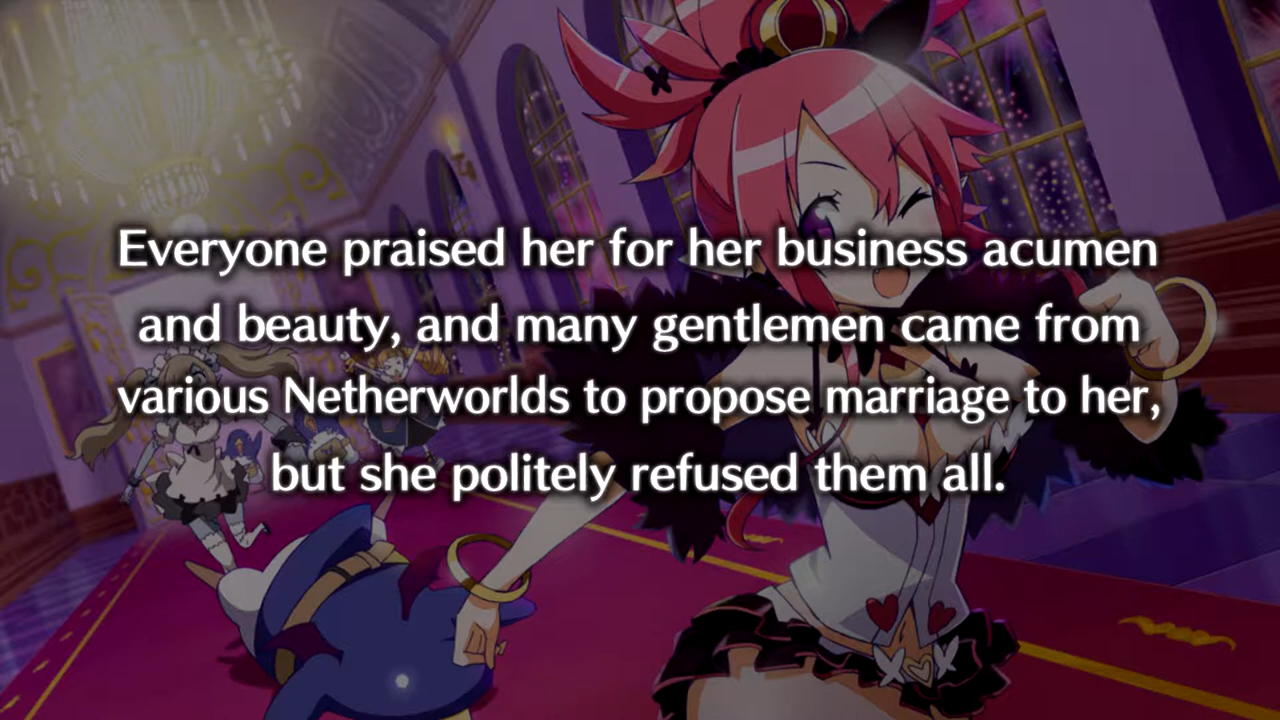 Everyone praised her for her business acumen
and beauty, and many gentlemen came from
various Netherworlds to propose marriage to her,
but she politely refused them all.